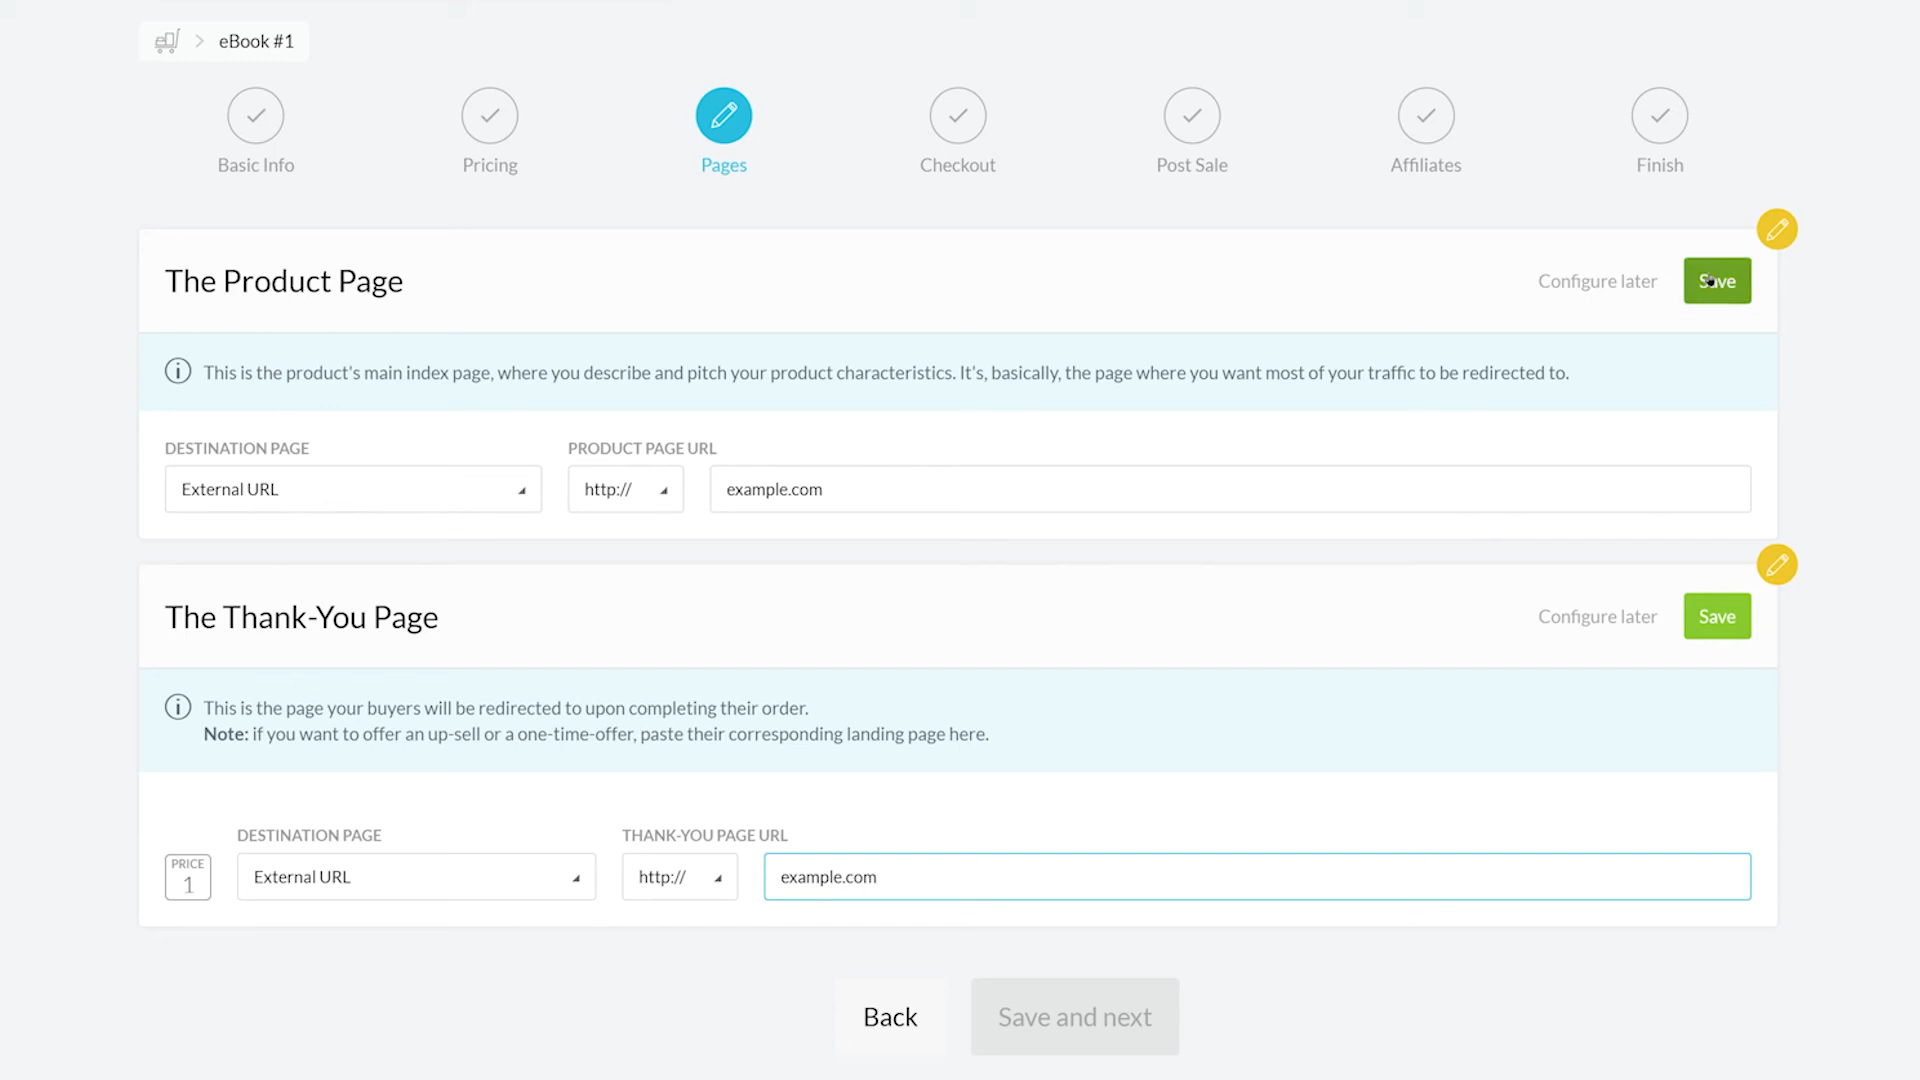 eBook #1
Basic Info
Pricing
Pages
Checkout
Post Sale
Affiliates
Finish
The Product Page
Configure later
Save
This is the product's main index page, where you describe and pitch your product characteristics. It's, basically, the page where you want most of your traffic to be redirected to.
DESTINATION PAGE
PRODUCT PAGE URL
External URL
http://
example.com
The Thank-You Page
Configure later
Save
This is the page your buyers will be redirected to upon completing their order.
Note: if you want to offer an up-sell or a one-time-offer, paste their corresponding landing page here.
DESTINATION PAGE
THANK-YOU PAGE URL
PRICE
1
External URL
http://
example.com
Back
Save and next